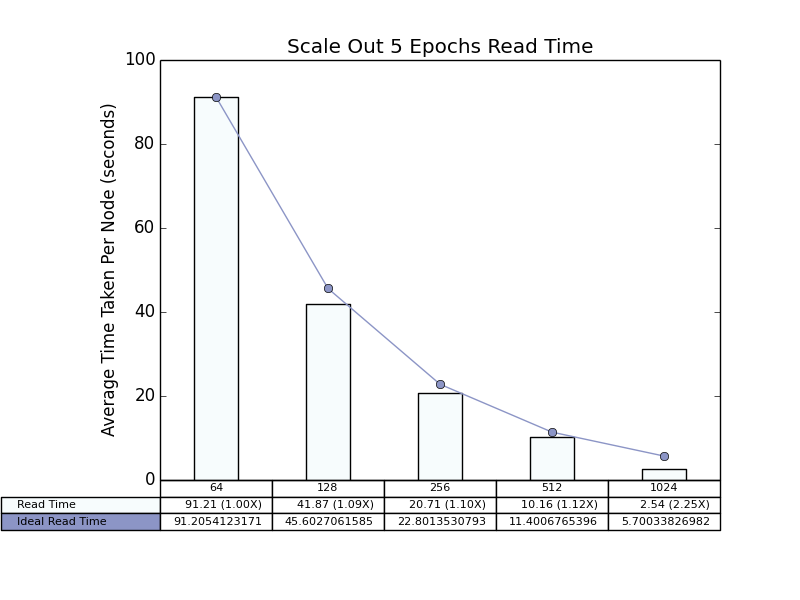 Scale Out 5 Epochs Read Time
Average Time Taken Per Node (seconds)
100
80
60
40
20
0
64 128 256 512 1024
Read Time 91.21 (1.00X) 41.87 (1.09X) 20.71 (1.10X) 10.16 (1.12X) 2.54 (2.25X)
Ideal Read Time 91.2054123171 45.6027061585 22.8013530793 11.4006765396 5.70033826982